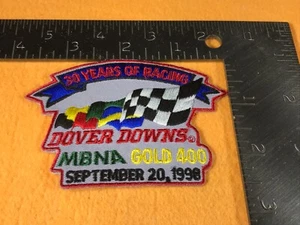 30 YEARS OF RACING
DOVER DOWNS®
MBNA GOLD 400
SEPTEMBER 20, 1998